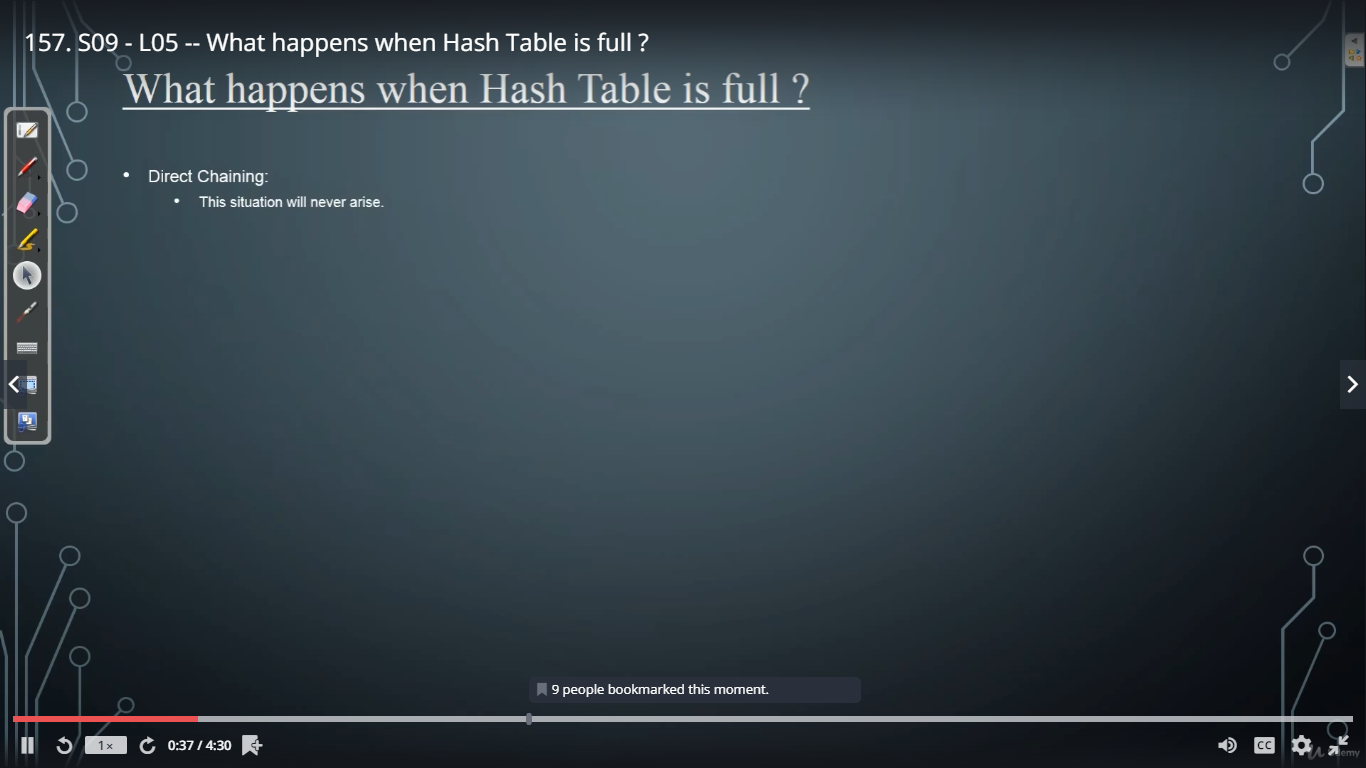 157. S09 - L05 -- What happens when Hash Table is full ?
What happens when Hash Table is full ?
• Direct Chaining:
• This situation will never arise.
9 people bookmarked this moment.
1×
0:37 / 4:30
CC